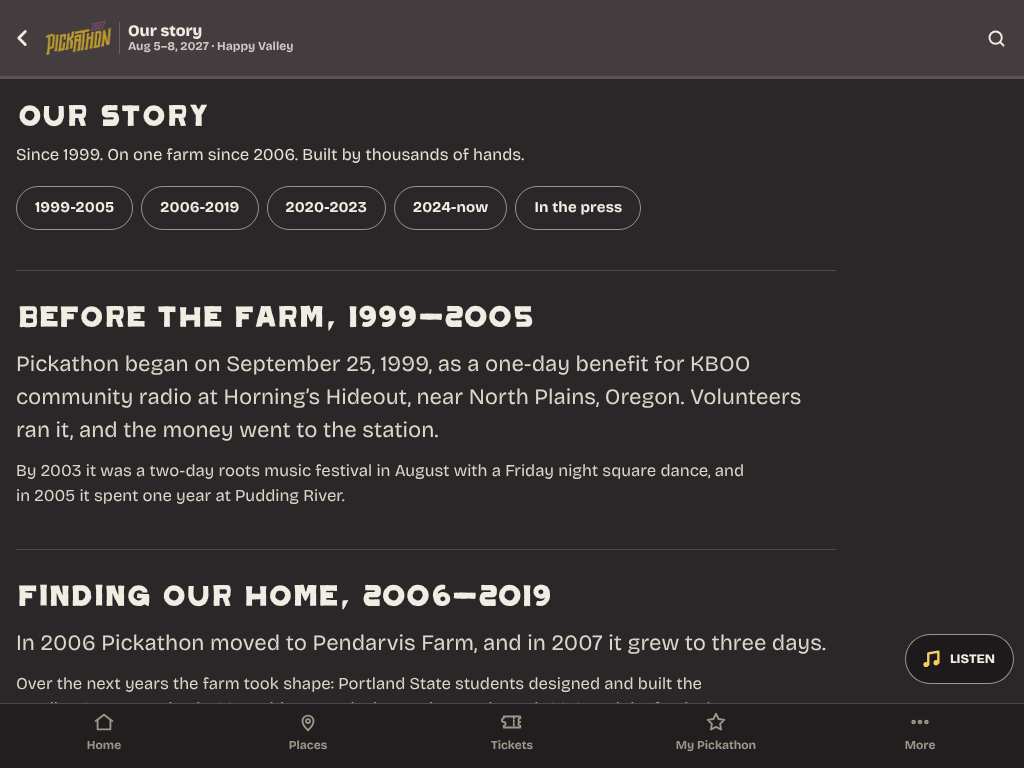 PICKATHON
Our story
Aug 5–8, 2027 · Happy Valley
OUR STORY
Since 1999. On one farm since 2006. Built by thousands of hands.
1999-2005
2006-2019
2020-2023
2024-now
In the press
BEFORE THE FARM, 1999—2005
Pickathon began on September 25, 1999, as a one-day benefit for KBOO
community radio at Horning's Hideout, near North Plains, Oregon. Volunteers
ran it, and the money went to the station.
By 2003 it was a two-day roots music festival in August with a Friday night square dance, and
in 2005 it spent one year at Pudding River.
FINDING OUR HOME, 2006—2019
In 2006 Pickathon moved to Pendarvis Farm, and in 2007 it grew to three days.
Over the next years the farm took shape: Portland State students designed and built the
LISTEN
Home
Places
Tickets
My Pickathon
More